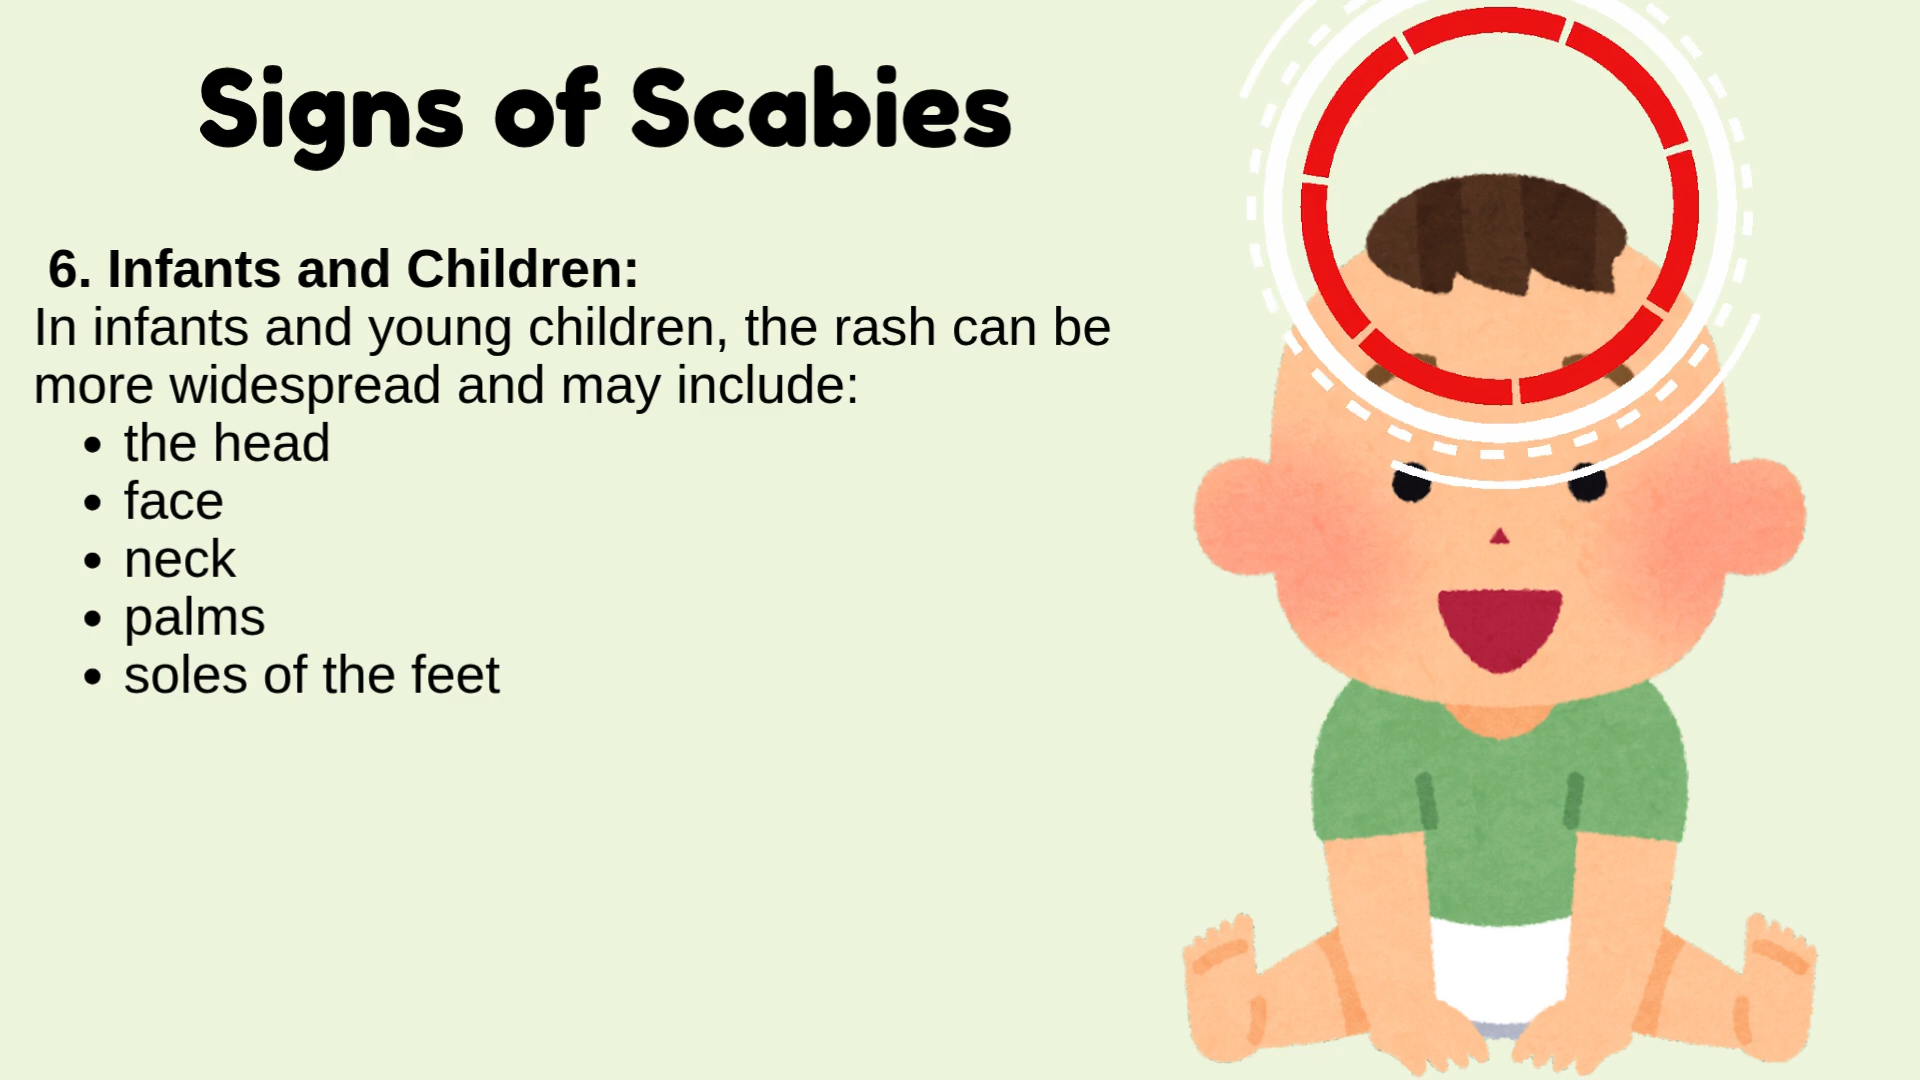 Signs of Scabies
6. Infants and Children:
In infants and young children, the rash can be
more widespread and may include:
• the head
• face
• neck
• palms
• soles of the feet